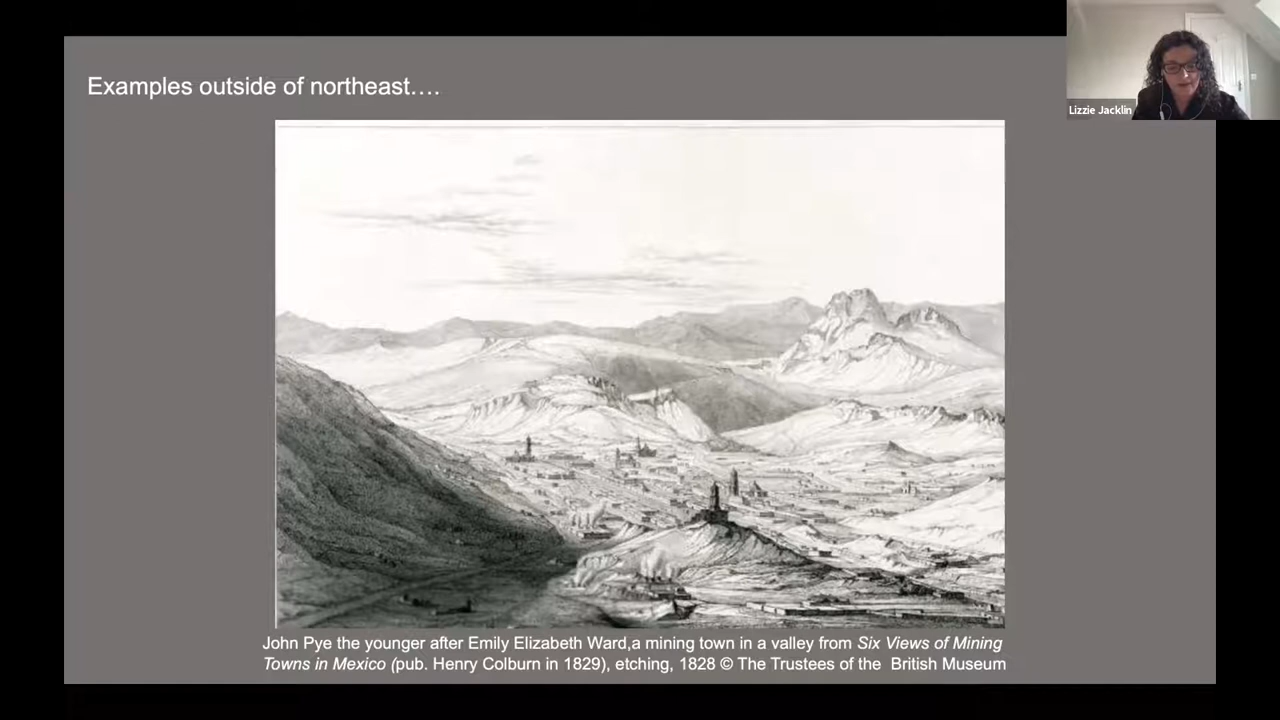 Examples outside of northeast….
Lizzie Jacklin
John Pye the younger after Emily Elizabeth Ward,a mining town in a valley from Six Views of Mining
Towns in Mexico (pub. Henry Colburn in 1829), etching, 1828 © The Trustees of the British Museum